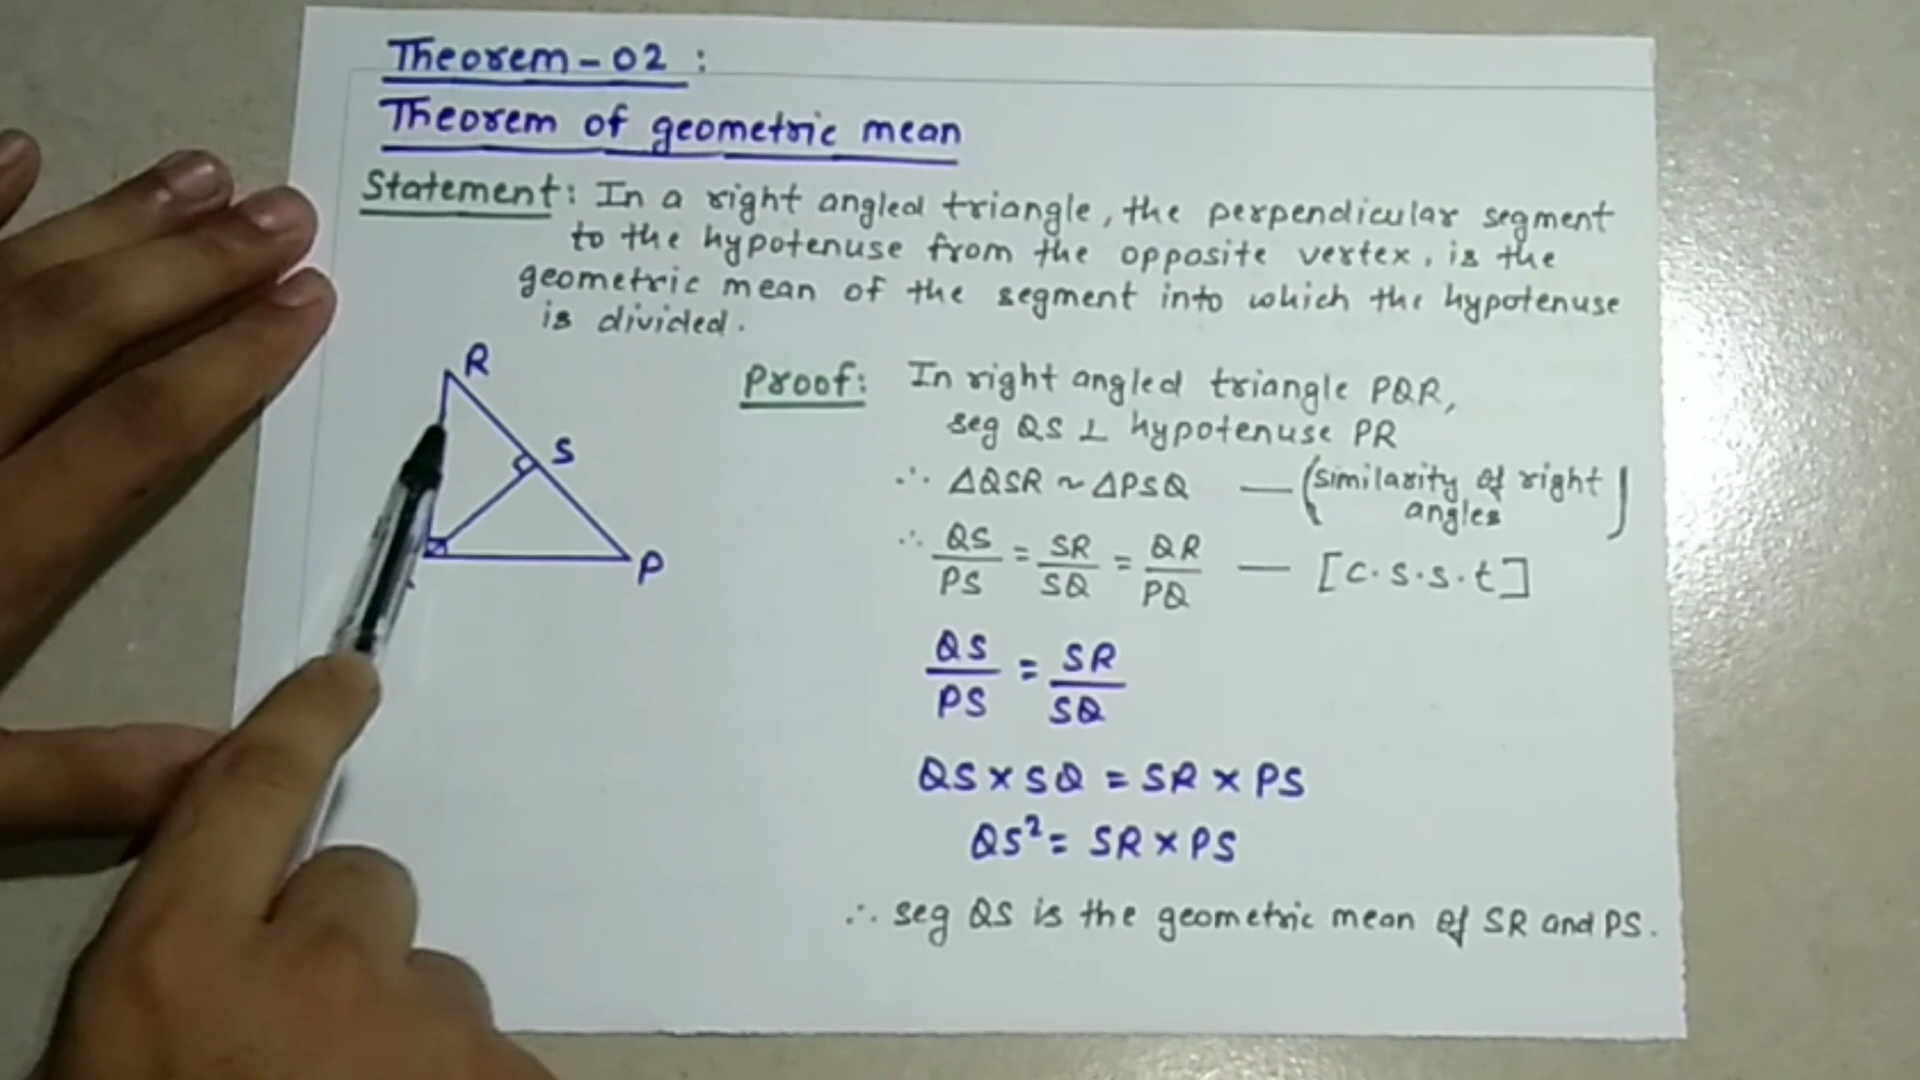 Theorem - 02 :
Theorem of geometric mean
Statement: In a right angled triangle, the perpendicular segment
to the hypotenuse from the opposite vertex, is the
geometric mean of the segment into which the hypotenuse
is divided.
R
S
P
Proof: In right angled triangle PQR,
seg QS ⊥ hypotenuse PR
∴ △QSR ~ △PSQ — (similarity of right
angles)
∴ QS/PS = SR/SQ = QR/PQ — [c.s.s.t]
QS/PS = SR/SQ
QS × SQ = SR × PS
QS² = SR × PS
∴ seg QS is the geometric mean of SR and PS.